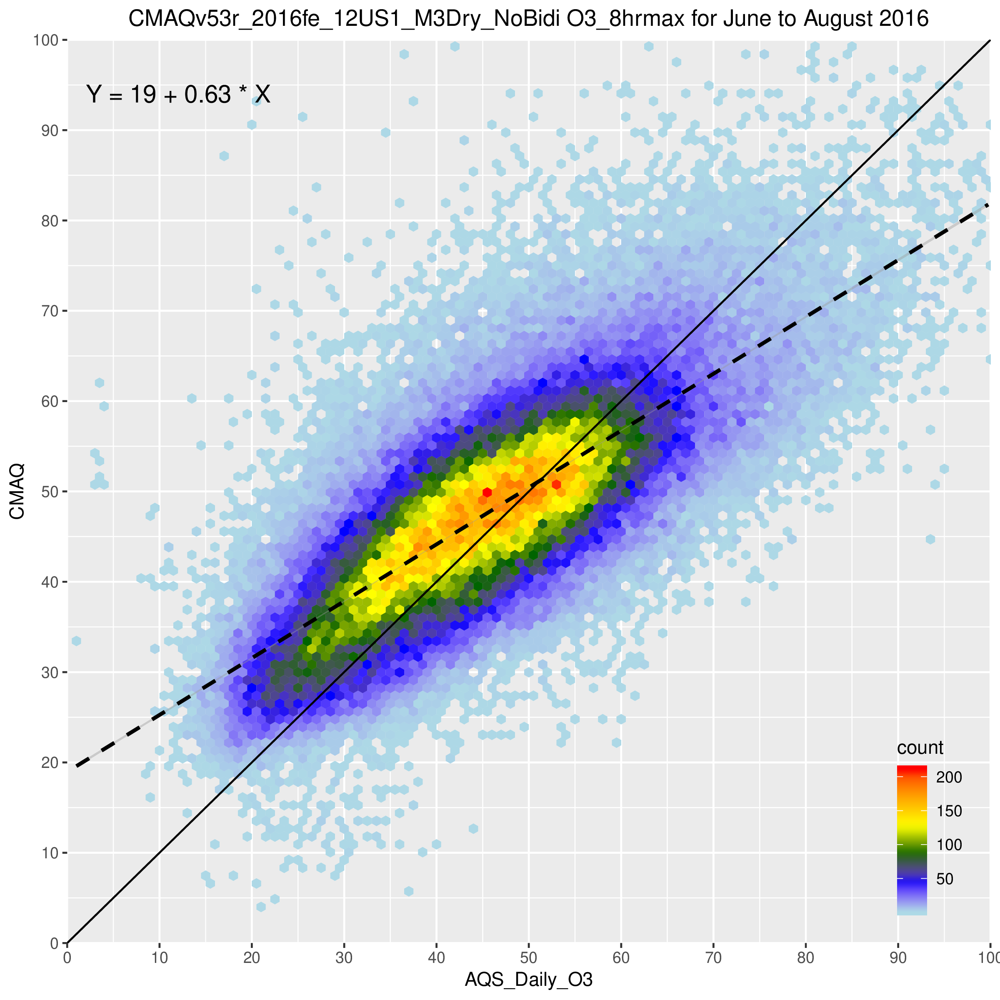 CMAQv53r_2016fe_12US1_M3Dry_NoBidi O3_8hrmax for June to August 2016
Y = 19 + 0.63 * X
100
90
80
70
60
50
40
30
20
10
0
CMAQ
count
200
150
100
50
0 10 20 30 40 50 60 70 80 90 100
AQS_Daily_O3